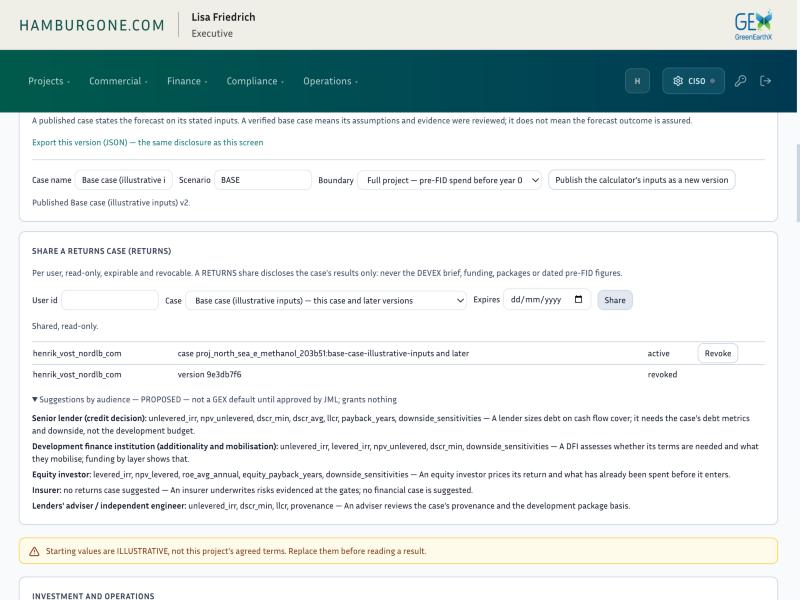 HAMBURGONE.COM
Lisa Friedrich
Executive
GEX
GreenEarthX
Projects
Commercial
Finance
Compliance
Operations
H
CISO
A published case states the forecast on its stated inputs. A verified base case means its assumptions and evidence were reviewed; it does not mean the forecast outcome is assured.
Export this version (JSON) — the same disclosure as this screen
Case name Base case (illustrative i Scenario BASE Boundary Full project — pre-FID spend before year 0 Publish the calculator's inputs as a new version
Published Base case (illustrative inputs) v2.
SHARE A RETURNS CASE (RETURNS)
Per user, read-only, expirable and revocable. A RETURNS share discloses the case's results only: never the DEVEX brief, funding, packages or dated pre-FID figures.
User id Case Base case (illustrative inputs) — this case and later versions Expires dd/mm/yyyy Share
Shared, read-only.
henrik_vost_nordlb_com case proj_north_sea_e_methanol_203b51:base-case-illustrative-inputs and later active Revoke
henrik_vost_nordlb_com version 9e3db7f6 revoked
▼ Suggestions by audience — PROPOSED — not a GEX default until approved by JML; grants nothing
Senior lender (credit decision): unlevered_irr, npv_unlevered, dscr_min, dscr_avg, llcr, payback_years, downside_sensitivities — A lender sizes debt on cash flow cover; it needs the case's debt metrics
and downside, not the development budget.
Development finance institution (additionality and mobilisation): unlevered_irr, levered_irr, npv_unlevered, dscr_min, downside_sensitivities — A DFI assesses whether its terms are needed and what
they mobilise; funding by layer shows that.
Equity investor: levered_irr, npv_levered, roe_avg_annual, equity_payback_years, downside_sensitivities — An equity investor prices its return and what has already been spent before it enters.
Insurer: no returns case suggested — An insurer underwrites risks evidenced at the gates; no financial case is suggested.
Lenders' adviser / independent engineer: unlevered_irr, dscr_min, llcr, provenance — An adviser reviews the case's provenance and the development package basis.
Starting values are ILLUSTRATIVE, not this project's agreed terms. Replace them before reading a result.
INVESTMENT AND OPERATIONS